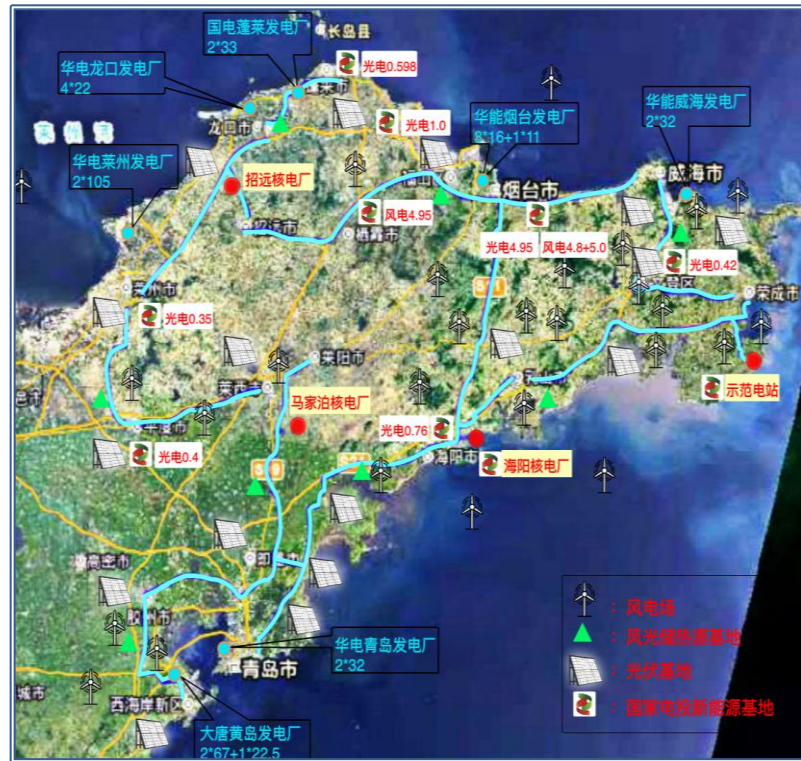 长岛县
国电蓬莱发电厂
2*33
光电0.598
华电龙口发电厂
4*22
龙口市
光电1.0
华能烟台发电厂
8*16+1*11
华能威海发电厂
2*32
威海市
华电莱州发电厂
2*105
招远核电厂
烟台市
招远市
风电4.95
栖霞市
光电4.95
风电4.8+5.0
光电0.42
荣成市
莱州市
光电0.35
莱阳市
莱西市
示范电站
马家泊核电厂
平度市
光电0.76
海阳市
海阳核电厂
光电0.4
高密市
胶州市
华电青岛发电厂
2*32
青岛市
西海岸新区
大唐黄岛发电厂
2*67+1*22.5
：风电场
：风光储热源基地
：光伏基地
：国家电投新能源基地